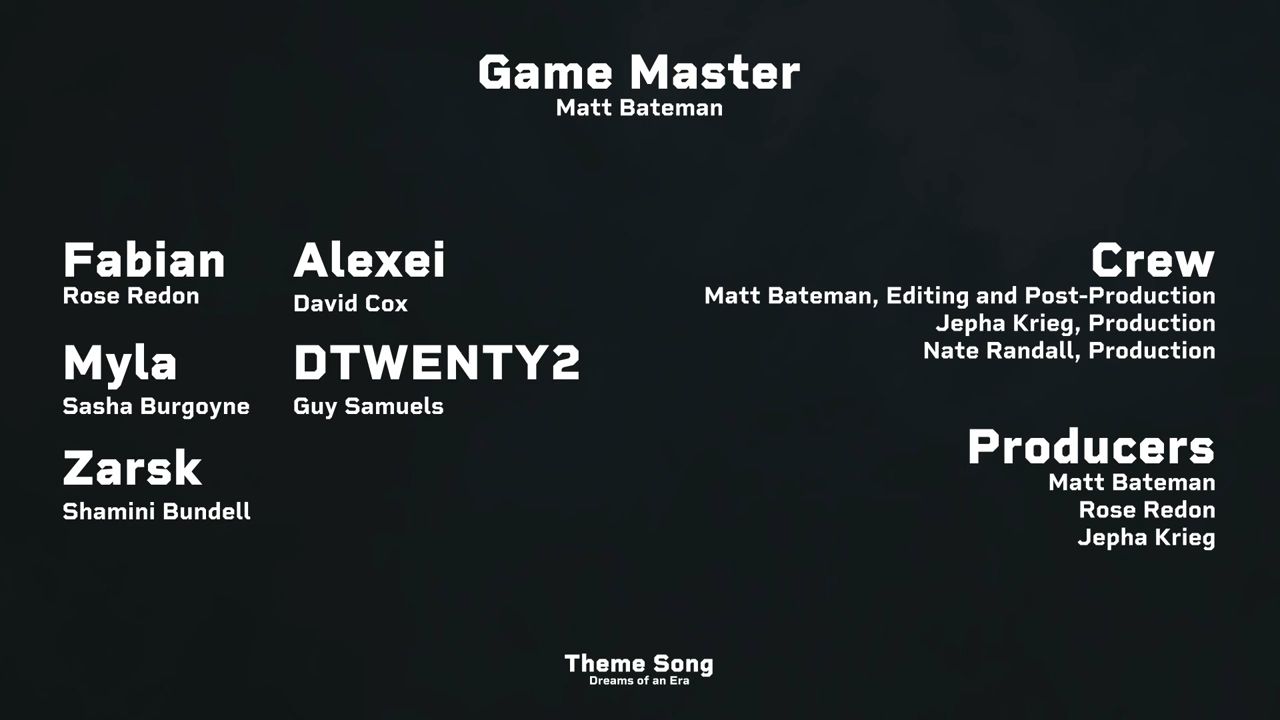 Game Master
Matt Bateman
Fabian
Rose Redon
Alexei
David Cox
Myla
Sasha Burgoyne
DTWENTY2
Guy Samuels
Zarsk
Shamini Bundell
Crew
Matt Bateman, Editing and Post-Production
Jepha Krieg, Production
Nate Randall, Production
Producers
Matt Bateman
Rose Redon
Jepha Krieg
Theme Song
Dreams of an Era